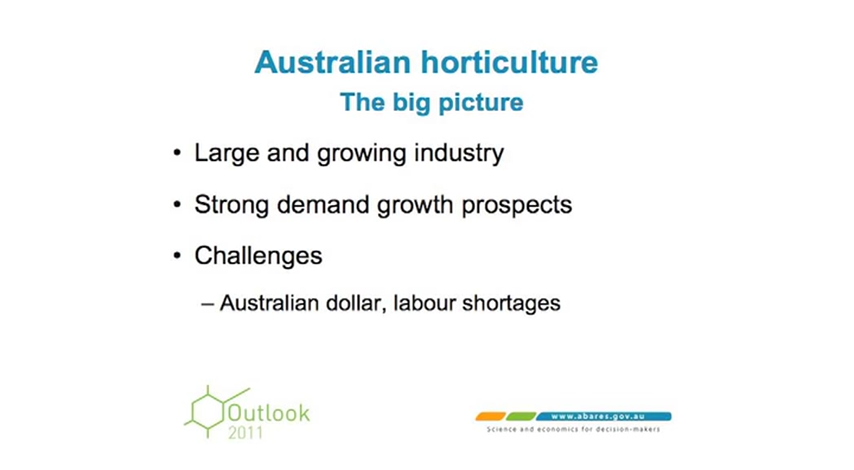 Australian horticulture
The big picture
• Large and growing industry
• Strong demand growth prospects
• Challenges
– Australian dollar, labour shortages
Outlook
2011
www.abares.gov.au
Science and economics for decision-makers